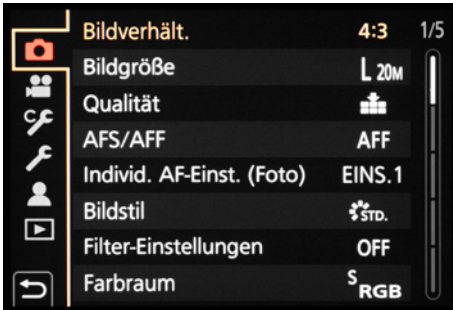 Bildverhält. 4:3 1/5
Bildgröße L 20M
Qualität
AFS/AFF AFF
Individ. AF-Einst. (Foto) EINS.1
Bildstil STD.
Filter-Einstellungen OFF
Farbraum sRGB
C